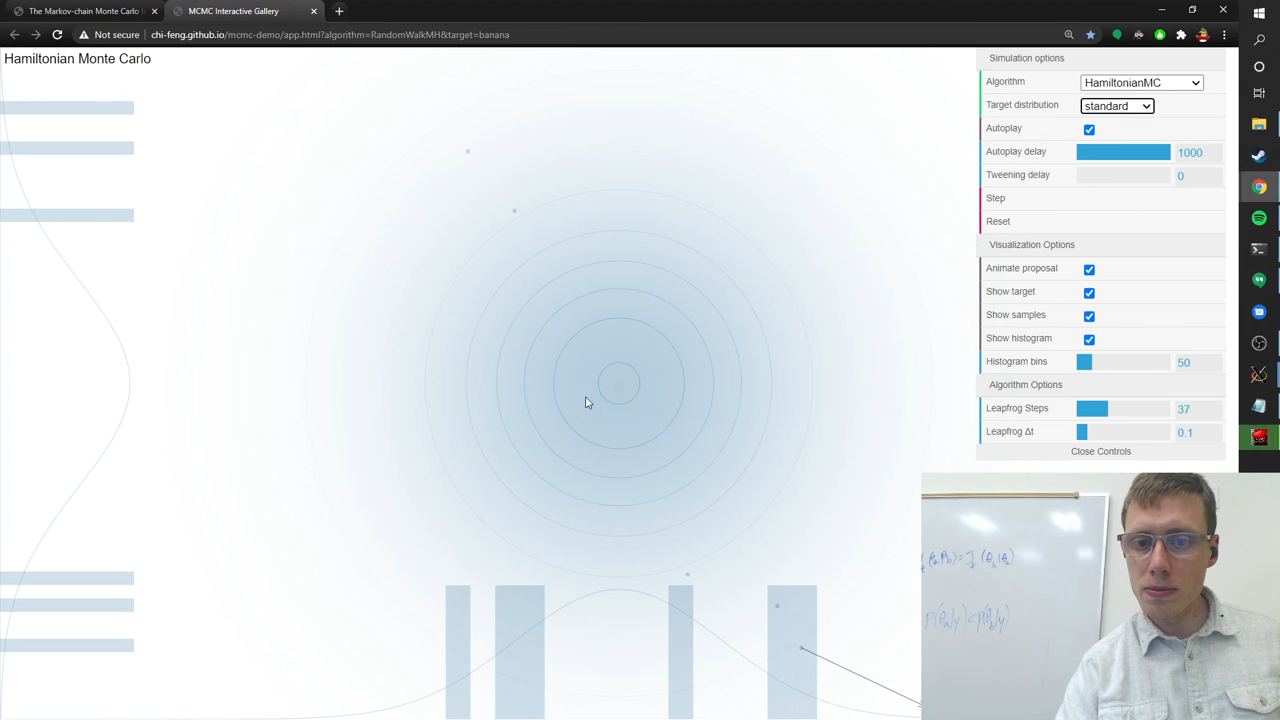 The Markov-chain Monte Carlo
MCMC Interactive Gallery
Not secure
chi-feng.github.io/mcmc-demo/app.html?algorithm=RandomWalkMH&target=banana
Hamiltonian Monte Carlo
Simulation options
Algorithm HamiltonianMC
Target distribution standard
Autoplay
Autoplay delay 1000
Tweening delay 0
Step
Reset
Visualization Options
Animate proposal
Show target
Show samples
Show histogram
Histogram bins 50
Algorithm Options
Leapfrog Steps 37
Leapfrog Δt 0.1
Close Controls
p(θₐ|y) < p(θ_b|y)